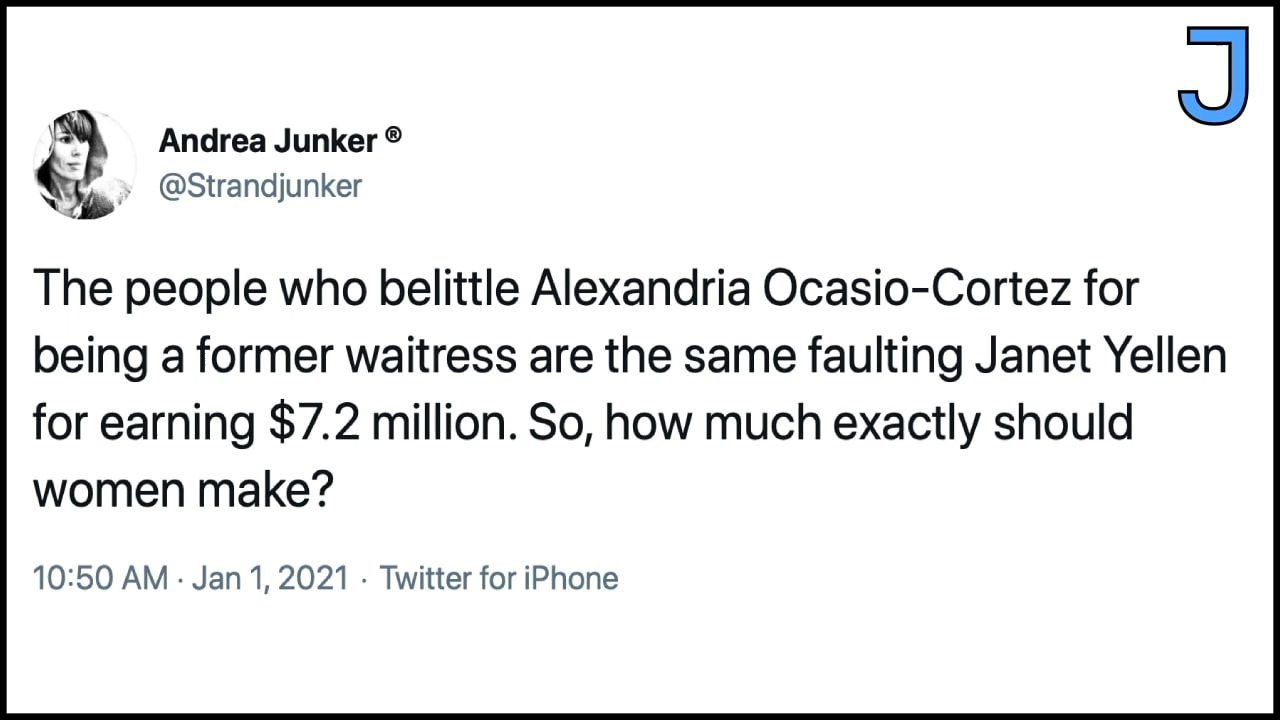 J
Andrea Junker ®
@Strandjunker
The people who belittle Alexandria Ocasio-Cortez for
being a former waitress are the same faulting Janet Yellen
for earning $7.2 million. So, how much exactly should
women make?
10:50 AM · Jan 1, 2021 · Twitter for iPhone